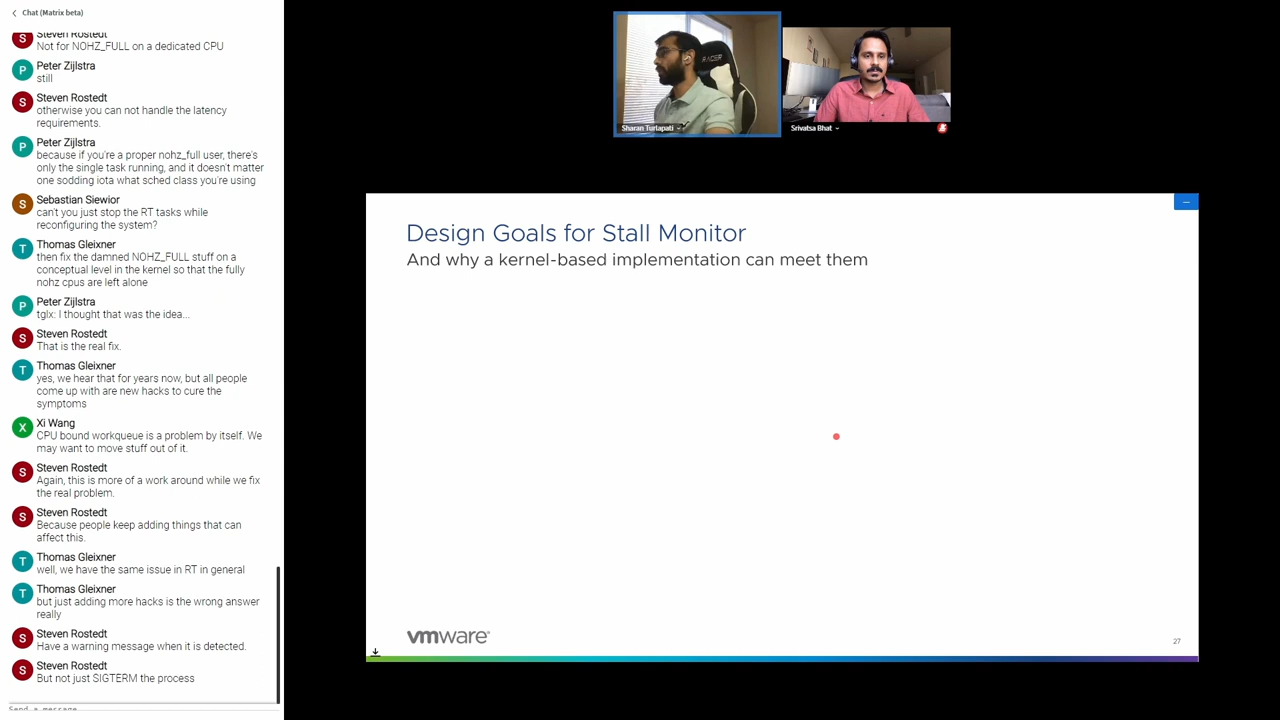 Chat (Matrix beta)
Steven Rostedt
Not for NOHZ_FULL on a dedicated CPU
Peter Zijlstra
still
Steven Rostedt
otherwise you can not handle the latency
requirements.
Peter Zijlstra
because if you're a proper nohz_full user, there's
only the single task running, and it doesn't matter
one sodding iota what sched class you're using
Sebastian Siewior
can't you just stop the RT tasks while
reconfiguring the system?
Thomas Gleixner
then fix the damned NOHZ_FULL stuff on a
conceptual level in the kernel so that the fully
nohz cpus are left alone
Peter Zijlstra
tglx: I thought that was the idea...
Steven Rostedt
That is the real fix.
Thomas Gleixner
yes, we hear that for years now, but all people
come up with are new hacks to cure the
symptoms
Xi Wang
CPU bound workqueue is a problem by itself. We
may want to move stuff out of it.
Steven Rostedt
Again, this is more of a work around while we fix
the real problem.
Steven Rostedt
Because people keep adding things that can
affect this.
Thomas Gleixner
well, we have the same issue in RT in general
Thomas Gleixner
but just adding more hacks is the wrong answer
really
Steven Rostedt
Have a warning message when it is detected.
Steven Rostedt
But not just SIGTERM the process
Send a message
S
P
S
P
S
T
P
S
T
X
S
S
T
T
S
S
RACER
Sharan Turlapati
Srivatsa Bhat
Design Goals for Stall Monitor
And why a kernel-based implementation can meet them
vmware®
27